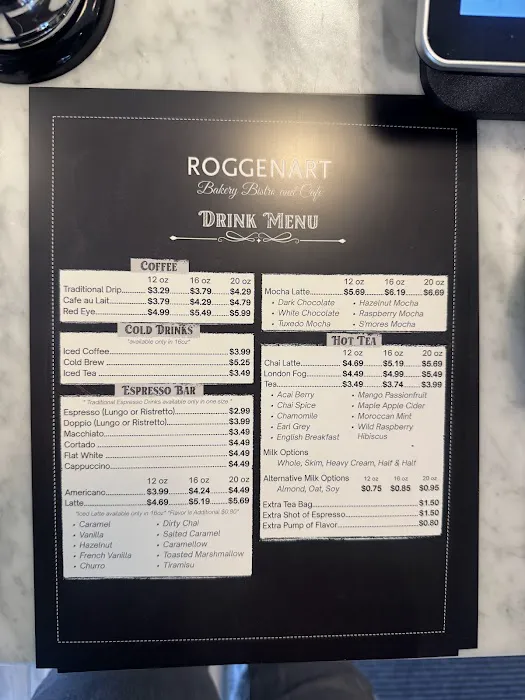 ROGGENART
Bakery Bistro and Cafe
DRINK MENU
COFFEE
12 oz 16 oz 20 oz
Traditional Drip $3.29 $3.79 $4.29
Cafe au Lait $3.79 $4.29 $4.79
Red Eye $4.99 $5.49 $5.99
COLD DRINKS
*available only in 16oz*
Iced Coffee $3.99
Cold Brew $5.25
Iced Tea $3.49
ESPRESSO BAR
* Traditional Espresso Drinks available only in one size *
Espresso (Lungo or Ristretto) $2.99
Doppio (Lungo or Ristretto) $3.99
Macchiato $3.49
Cortado $4.49
Flat White $4.49
Cappuccino $4.49
12 oz 16 oz 20 oz
Americano $3.99 $4.24 $4.49
Latte $4.69 $5.19 $5.69
*Iced Latte available only in 16oz* *Flavor is Additional $0.80*
• Caramel
• Vanilla
• Hazelnut
• French Vanilla
• Churro
• Dirty Chai
• Salted Caramel
• Caramellow
• Toasted Marshmallow
• Tiramisu
12 oz 16 oz 20 oz
Mocha Latte $5.69 $6.19 $6.69
• Dark Chocolate
• White Chocolate
• Tuxedo Mocha
• Hazelnut Mocha
• Raspberry Mocha
• S'mores Mocha
HOT TEA
12 oz 16 oz 20 oz
Chai Latte $4.69 $5.19 $5.69
London Fog $4.49 $4.99 $5.49
Tea $3.49 $3.74 $3.99
• Acai Berry
• Chai Spice
• Chamomile
• Earl Grey
• English Breakfast
• Mango Passionfruit
• Maple Apple Cider
• Moroccan Mint
• Wild Raspberry
Hibiscus
Milk Options
Whole, Skim, Heavy Cream, Half & Half
Alternative Milk Options 12 oz 16 oz 20 oz
Almond, Oat, Soy $0.75 $0.85 $0.95
Extra Tea Bag $1.50
Extra Shot of Espresso $1.50
Extra Pump of Flavor $0.80